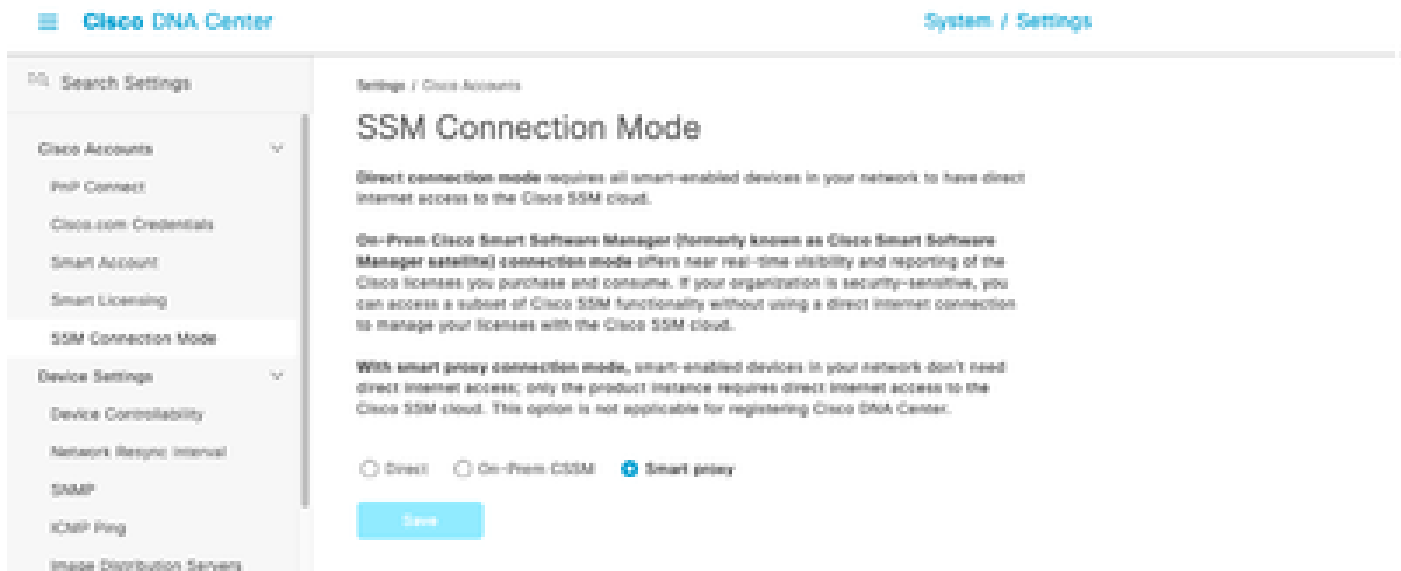 Cisco DNA Center
System / Settings
Search Settings
Cisco Accounts
PnP Connect
Cisco.com Credentials
Smart Account
Smart Licensing
SSM Connection Mode
Device Settings
Device Controllability
Network Resync Interval
SNMP
ICMP Ping
Image Distribution Servers
Settings / Cisco Accounts
SSM Connection Mode
Direct connection mode requires all smart-enabled devices in your network to have direct
internet access to the Cisco SSM cloud.
On-Prem Cisco Smart Software Manager (formerly known as Cisco Smart Software
Manager satellite) connection mode offers near real-time visibility and reporting of the
Cisco licenses you purchase and consume. If your organization is security-sensitive, you
can access a subset of Cisco SSM functionality without using a direct internet connection
to manage your licenses with the Cisco SSM cloud.
With smart proxy connection mode, smart-enabled devices in your network don't need
direct internet access; only the product instance requires direct internet access to the
Cisco SSM cloud. This option is not applicable for registering Cisco DNA Center.
Direct On-Prem CSSM Smart proxy
Save